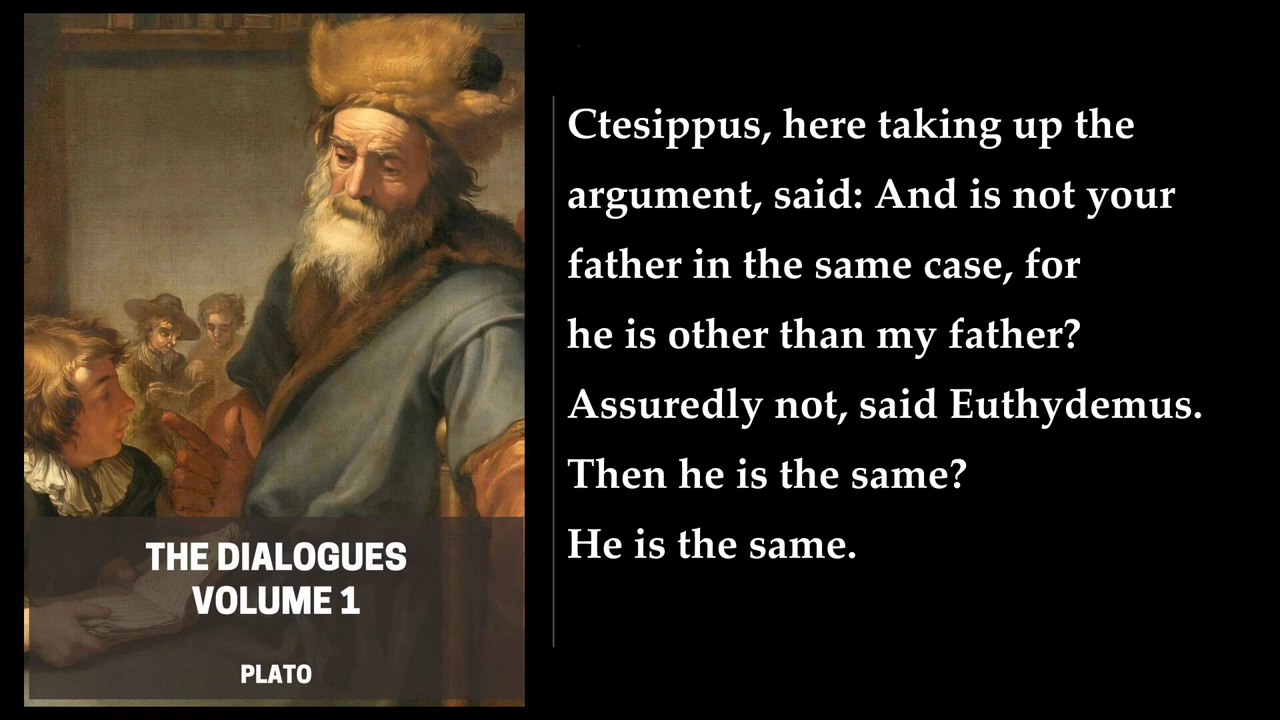 THE DIALOGUES
VOLUME 1
PLATO
Ctesippus, here taking up the
argument, said: And is not your
father in the same case, for
he is other than my father?
Assuredly not, said Euthydemus.
Then he is the same?
He is the same.